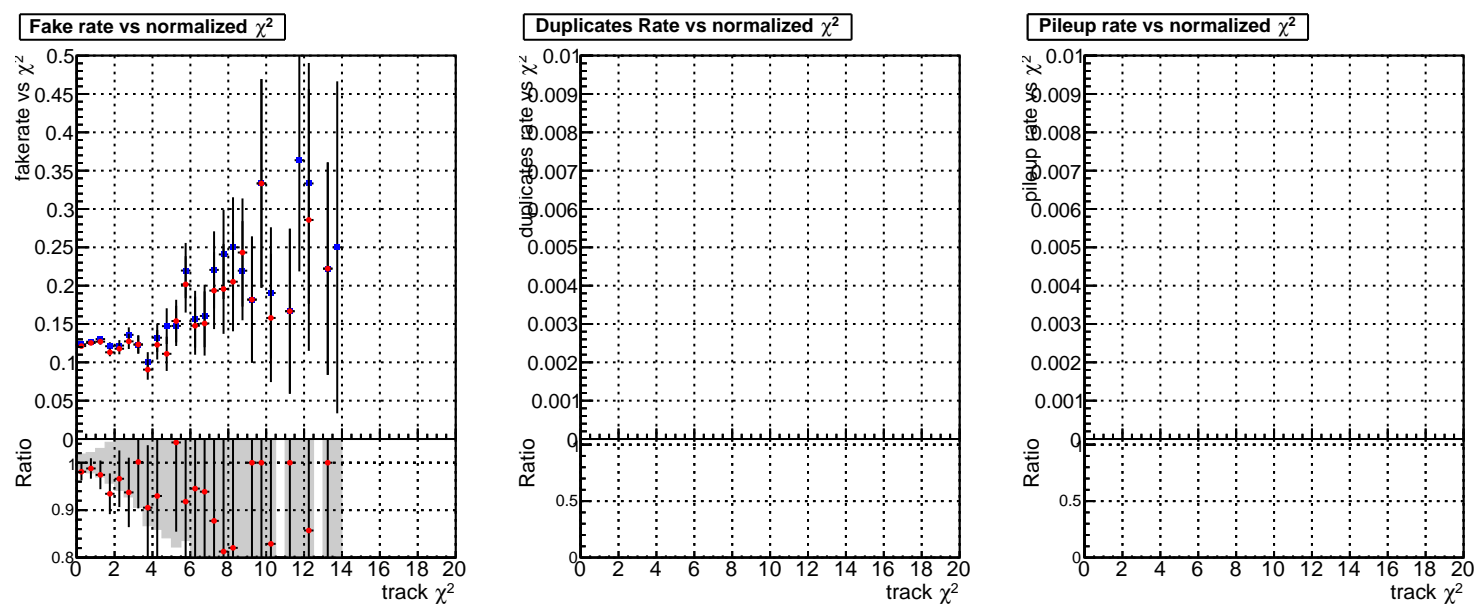 Fake rate vs normalized χ²
fakerate vs χ²
0.5
0.45
0.4
0.35
0.3
0.25
0.2
0.15
0.1
0.05
0
Ratio
1
0.9
0.8
0 2 4 6 8 10 12 14 16 18 20
track χ²
Duplicates Rate vs normalized χ²
duplicates rate vs χ²
0.01
0.009
0.008
0.007
0.006
0.005
0.004
0.003
0.002
0.001
0
Ratio
1
0.5
0
0 2 4 6 8 10 12 14 16 18 20
track χ²
Pileup rate vs normalized χ²
pileup rate vs χ²
0.01
0.009
0.008
0.007
0.006
0.005
0.004
0.003
0.002
0.001
0
Ratio
1
0.5
0
0 2 4 6 8 10 12 14 16 18 20
track χ²